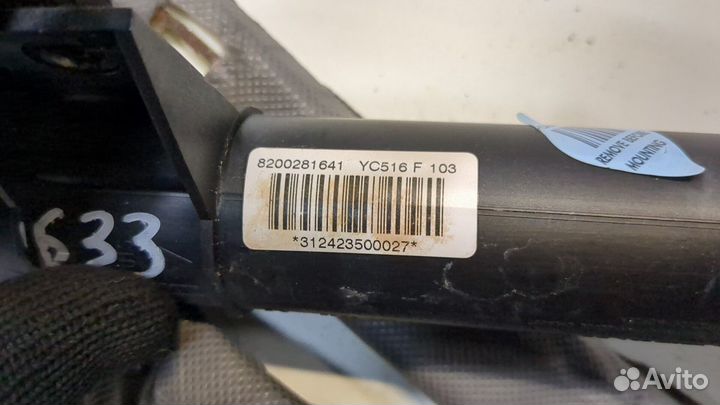 8200281641 YC516 F 103
*312423500027*
REMOVE BEFORE
MOUNTING
633
Avito